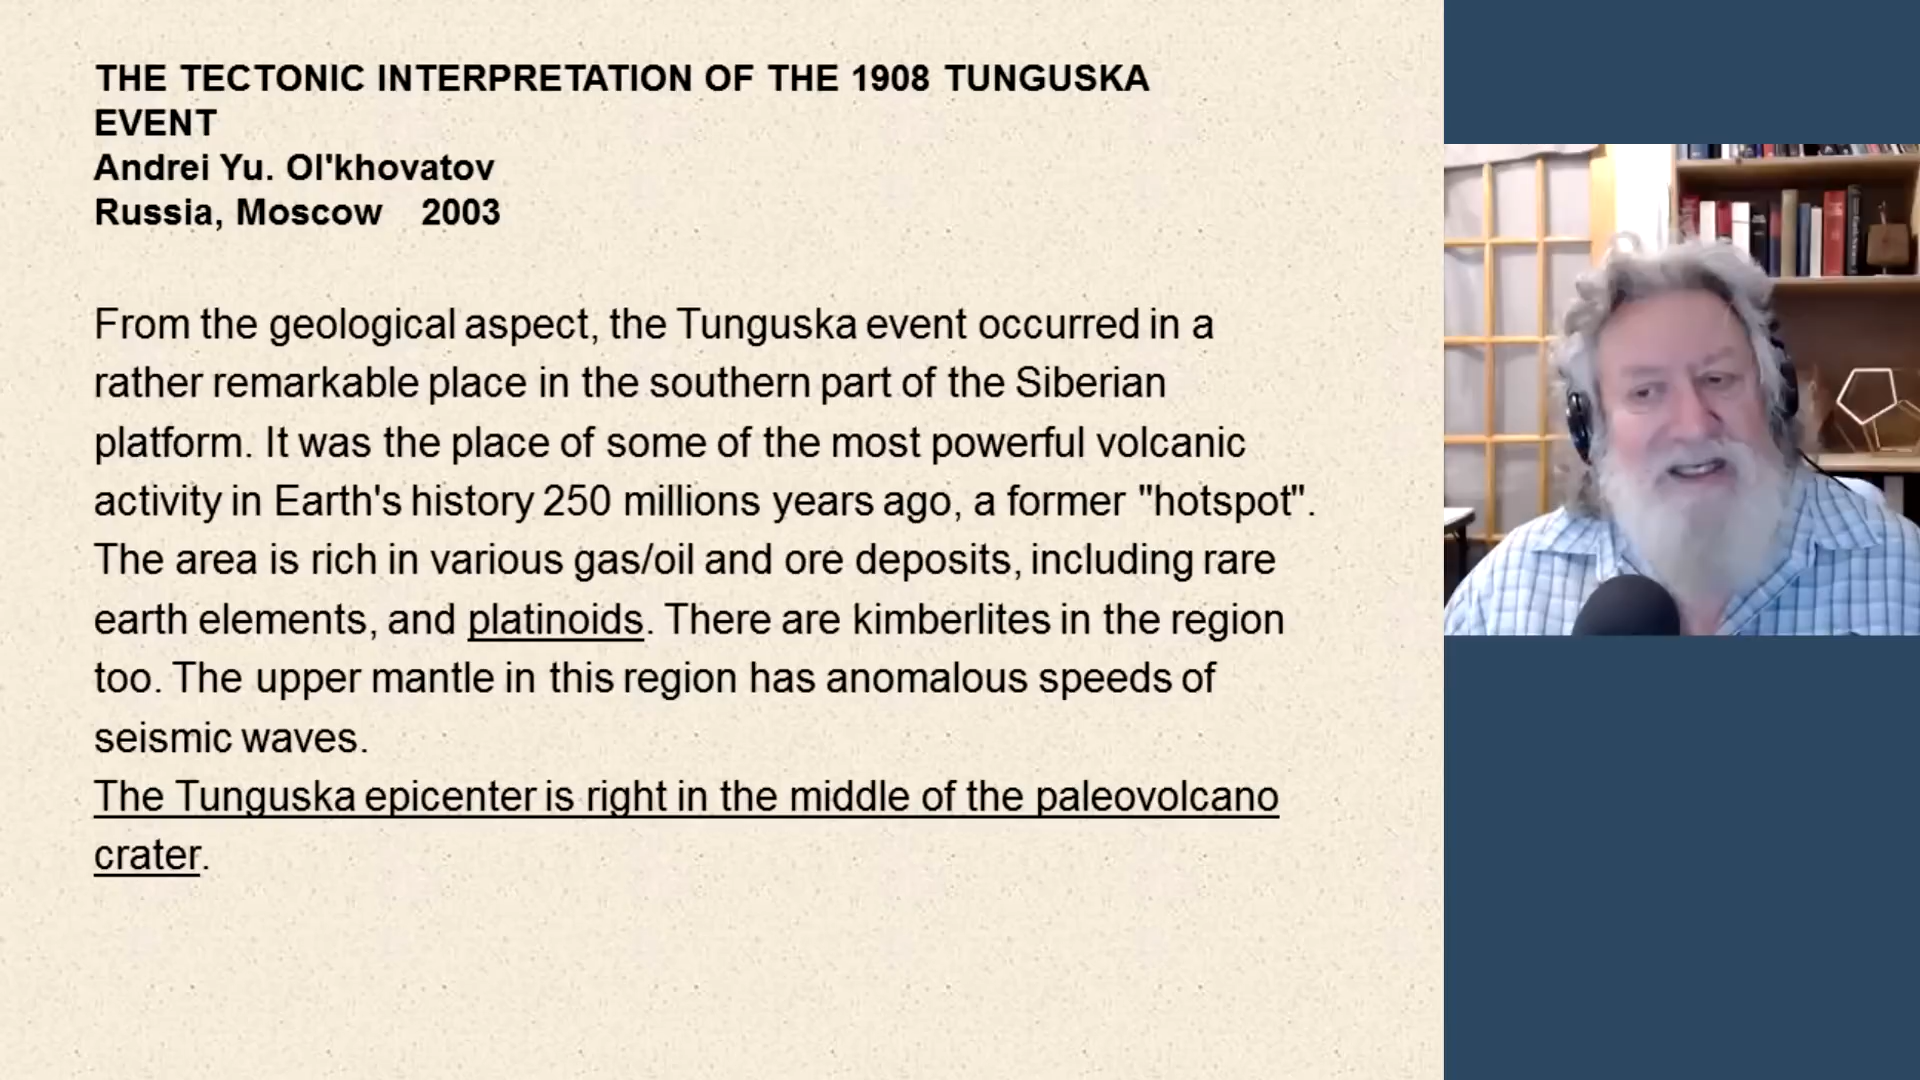 THE TECTONIC INTERPRETATION OF THE 1908 TUNGUSKA
EVENT
Andrei Yu. Ol'khovatov
Russia, Moscow 2003
From the geological aspect, the Tunguska event occurred in a
rather remarkable place in the southern part of the Siberian
platform. It was the place of some of the most powerful volcanic
activity in Earth's history 250 millions years ago, a former "hotspot".
The area is rich in various gas/oil and ore deposits, including rare
earth elements, and platinoids. There are kimberlites in the region
too. The upper mantle in this region has anomalous speeds of
seismic waves.
The Tunguska epicenter is right in the middle of the paleovolcano
crater.